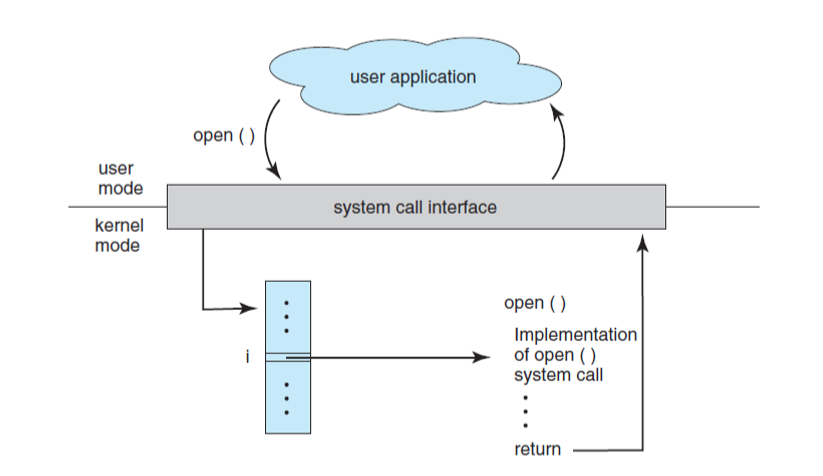 user application
open ( )
user
mode
system call interface
kernel
mode
open ( )
i
Implementation
of open ( )
system call
return